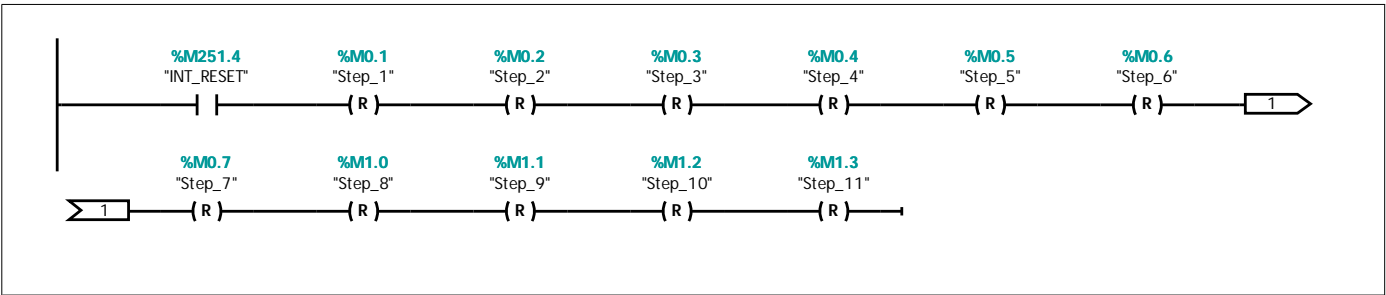 %M251.4 %M0.1 %M0.2 %M0.3 %M0.4 %M0.5 %M0.6
"INT_RESET" "Step_1" "Step_2" "Step_3" "Step_4" "Step_5" "Step_6"
R R R R R R 1
%M0.7 %M1.0 %M1.1 %M1.2 %M1.3
"Step_7" "Step_8" "Step_9" "Step_10" "Step_11"
1 R R R R R